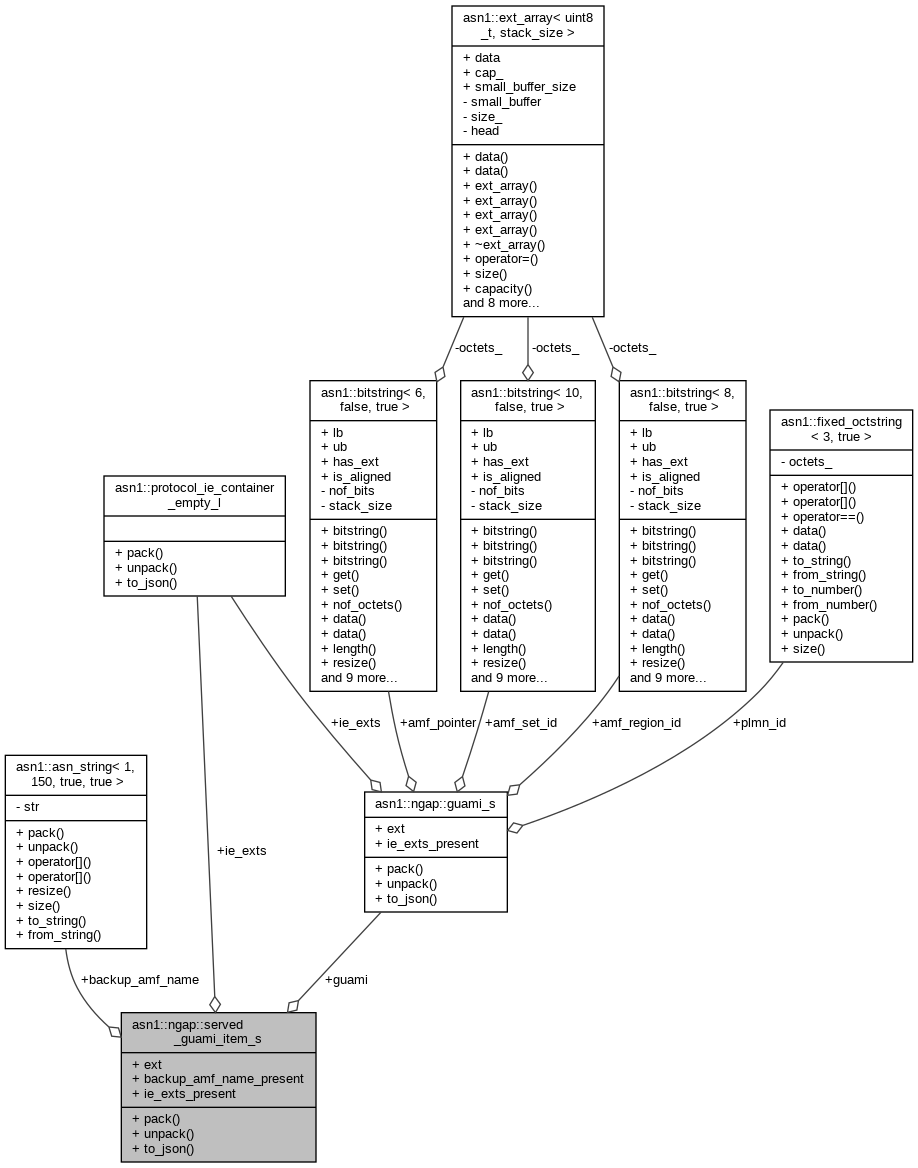 asn1::ext_array< uint8
_t, stack_size >
+ data
+ cap_
+ small_buffer_size
- small_buffer
- size_
- head
+ data()
+ data()
+ ext_array()
+ ext_array()
+ ext_array()
+ ext_array()
+ ~ext_array()
+ operator=()
+ size()
+ capacity()
and 8 more...
-octets_
-octets_
-octets_
asn1::bitstring< 6,
false, true >
+ lb
+ ub
+ has_ext
+ is_aligned
- nof_bits
- stack_size
+ bitstring()
+ bitstring()
+ bitstring()
+ get()
+ set()
+ nof_octets()
+ data()
+ data()
+ length()
+ resize()
and 9 more...
asn1::bitstring< 10,
false, true >
+ lb
+ ub
+ has_ext
+ is_aligned
- nof_bits
- stack_size
+ bitstring()
+ bitstring()
+ bitstring()
+ get()
+ set()
+ nof_octets()
+ data()
+ data()
+ length()
+ resize()
and 9 more...
asn1::bitstring< 8,
false, true >
+ lb
+ ub
+ has_ext
+ is_aligned
- nof_bits
- stack_size
+ bitstring()
+ bitstring()
+ bitstring()
+ get()
+ set()
+ nof_octets()
+ data()
+ data()
+ length()
+ resize()
and 9 more...
asn1::fixed_octstring
< 3, true >
- octets_
+ operator[]()
+ operator[]()
+ operator==()
+ data()
+ data()
+ to_string()
+ from_string()
+ to_number()
+ from_number()
+ pack()
+ unpack()
+ size()
asn1::protocol_ie_container
_empty_l
+ pack()
+ unpack()
+ to_json()
+ie_exts
+amf_pointer
+amf_set_id
+amf_region_id
+plmn_id
asn1::asn_string< 1,
150, true, true >
- str
+ pack()
+ unpack()
+ operator[]()
+ operator[]()
+ resize()
+ size()
+ to_string()
+ from_string()
+ie_exts
asn1::ngap::guami_s
+ ext
+ ie_exts_present
+ pack()
+ unpack()
+ to_json()
+backup_amf_name
+guami
asn1::ngap::served
_guami_item_s
+ ext
+ backup_amf_name_present
+ ie_exts_present
+ pack()
+ unpack()
+ to_json()